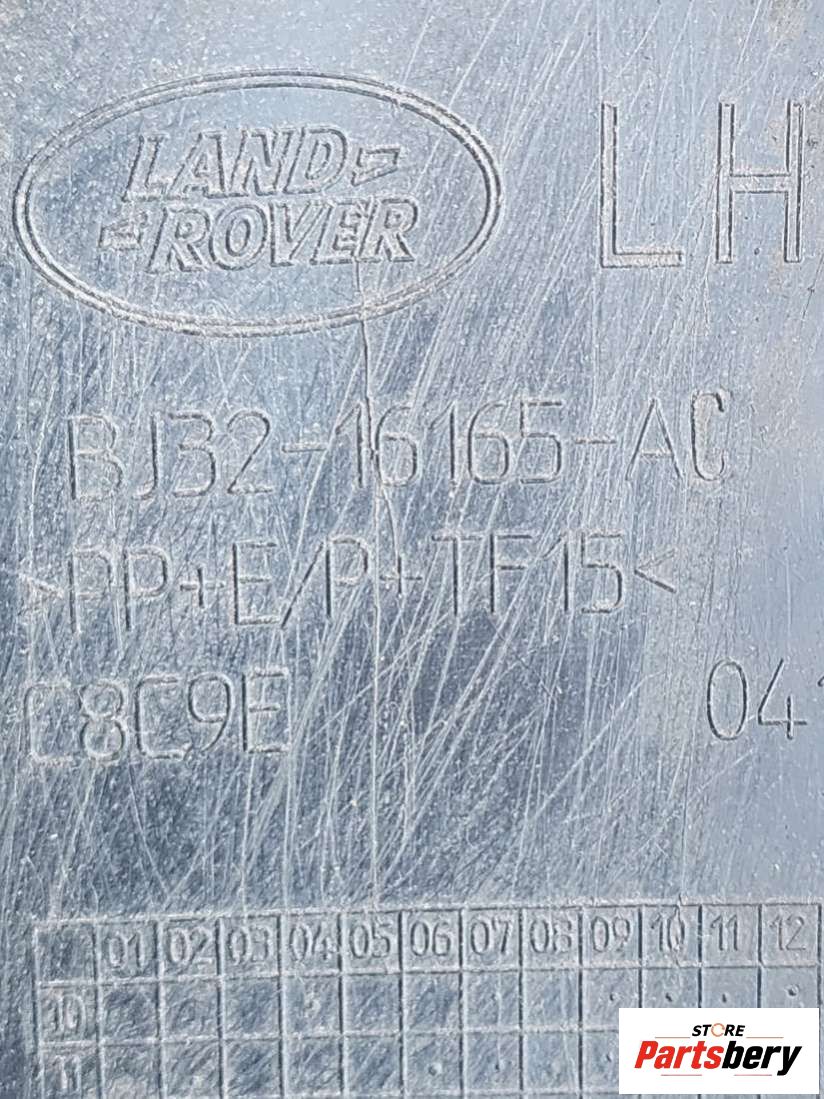 LAND
ROVER
LH
BJ32-16165-AC
>PP+E/P+TF15<
C8C9E
04
01 02 03 04 05 06 07 08 09 10 11 12
10
11
STORE
Partsbery